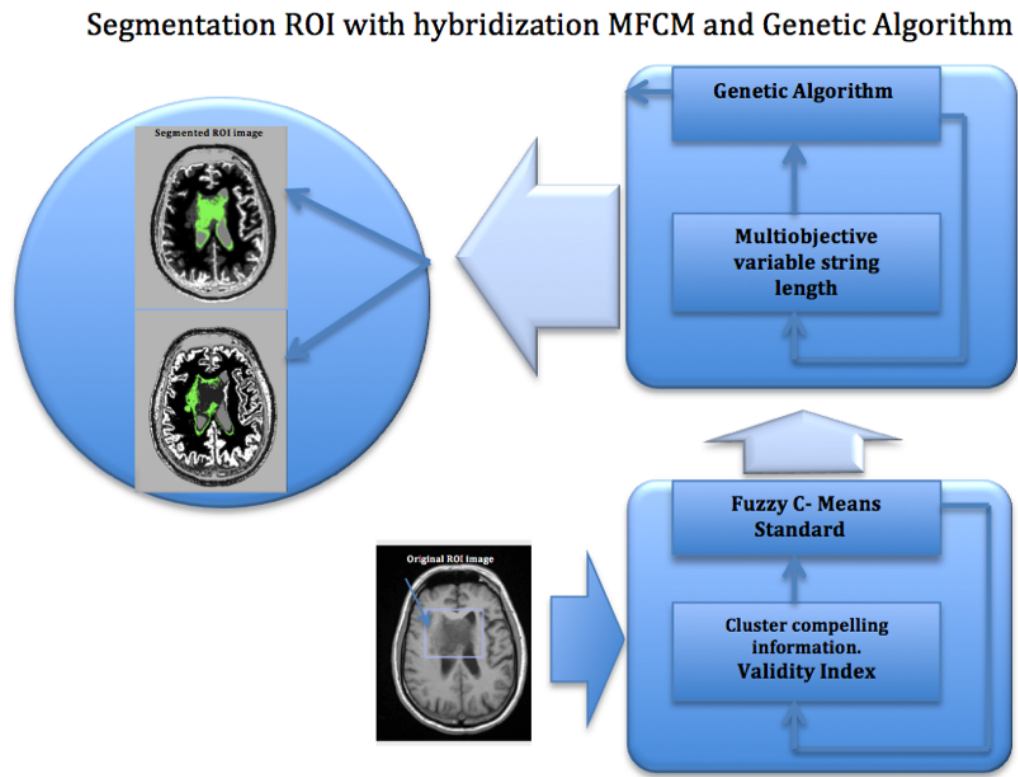 Segmentation ROI with hybridization MFCM and Genetic Algorithm
Segmented ROI image
Genetic Algorithm
Multiobjective
variable string
length
Fuzzy C- Means
Standard
Original ROI image
Cluster compelling
information.
Validity Index